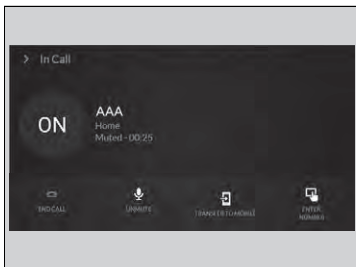 > In Call
ON
AAA
Home
Muted - 00:25
END CALL
UNMUTE
TRANSFER TO MOBILE
ENTER
NUMBER